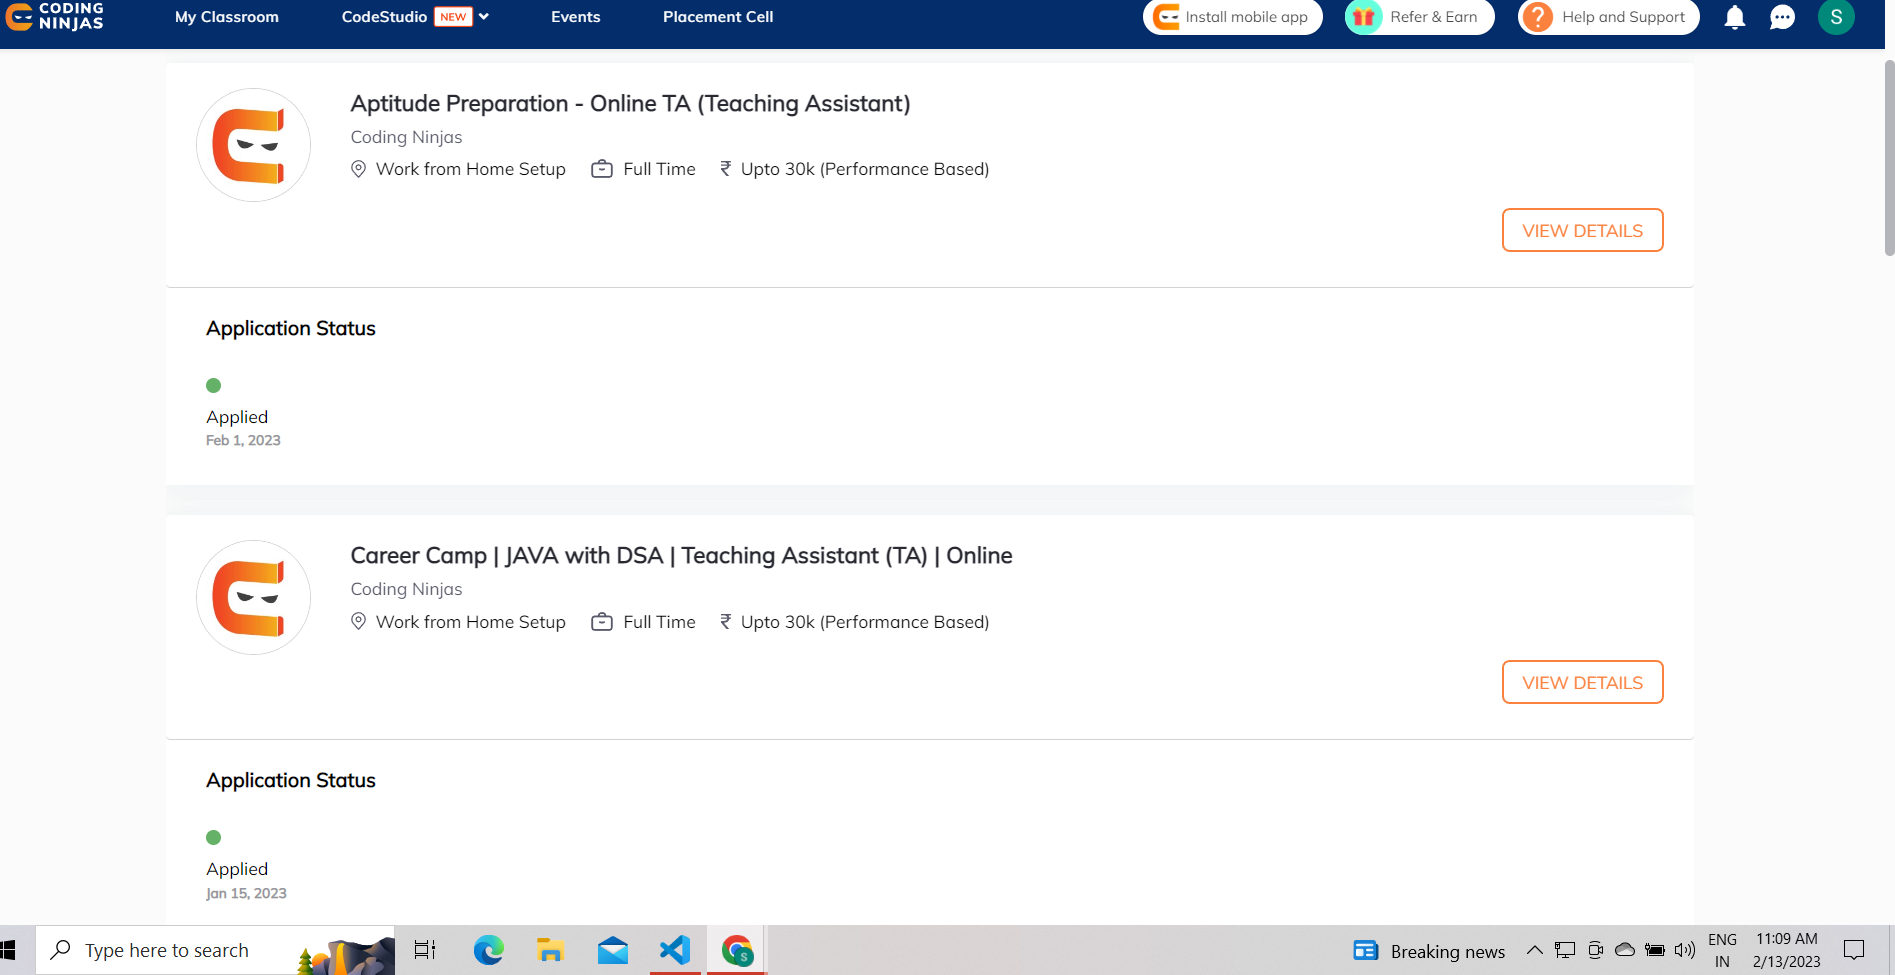 CODING
NINJAS
My Classroom
CodeStudio NEW
Events
Placement Cell
Install mobile app
Refer & Earn
Help and Support
S
Aptitude Preparation - Online TA (Teaching Assistant)
Coding Ninjas
Work from Home Setup Full Time ₹ Upto 30k (Performance Based)
VIEW DETAILS
Application Status
Applied
Feb 1, 2023
Career Camp | JAVA with DSA | Teaching Assistant (TA) | Online
Coding Ninjas
Work from Home Setup Full Time ₹ Upto 30k (Performance Based)
VIEW DETAILS
Application Status
Applied
Jan 15, 2023
Type here to search
S
Breaking news
ENG
IN
11:09 AM
2/13/2023